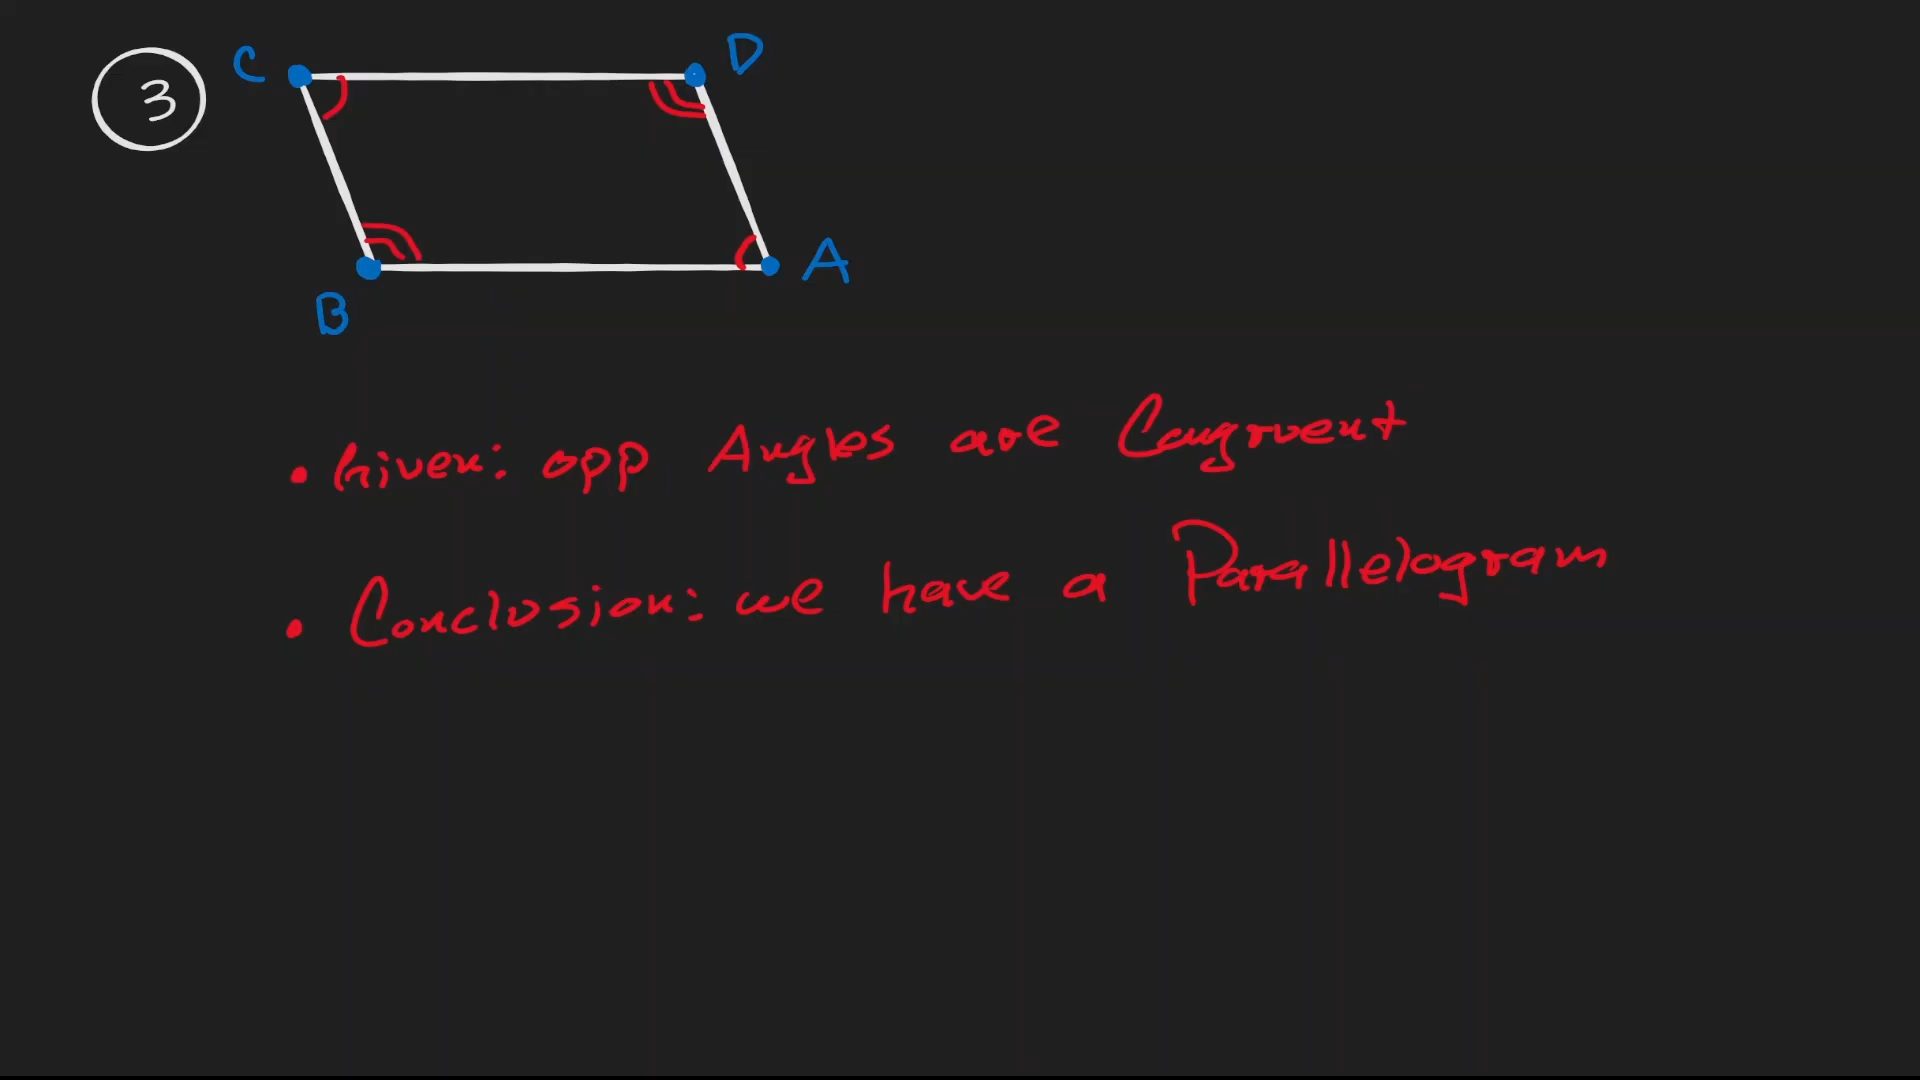 3
C
D
B
A
• Given: opp Angles are Congruent
• Conclusion: we have a Parallelogram